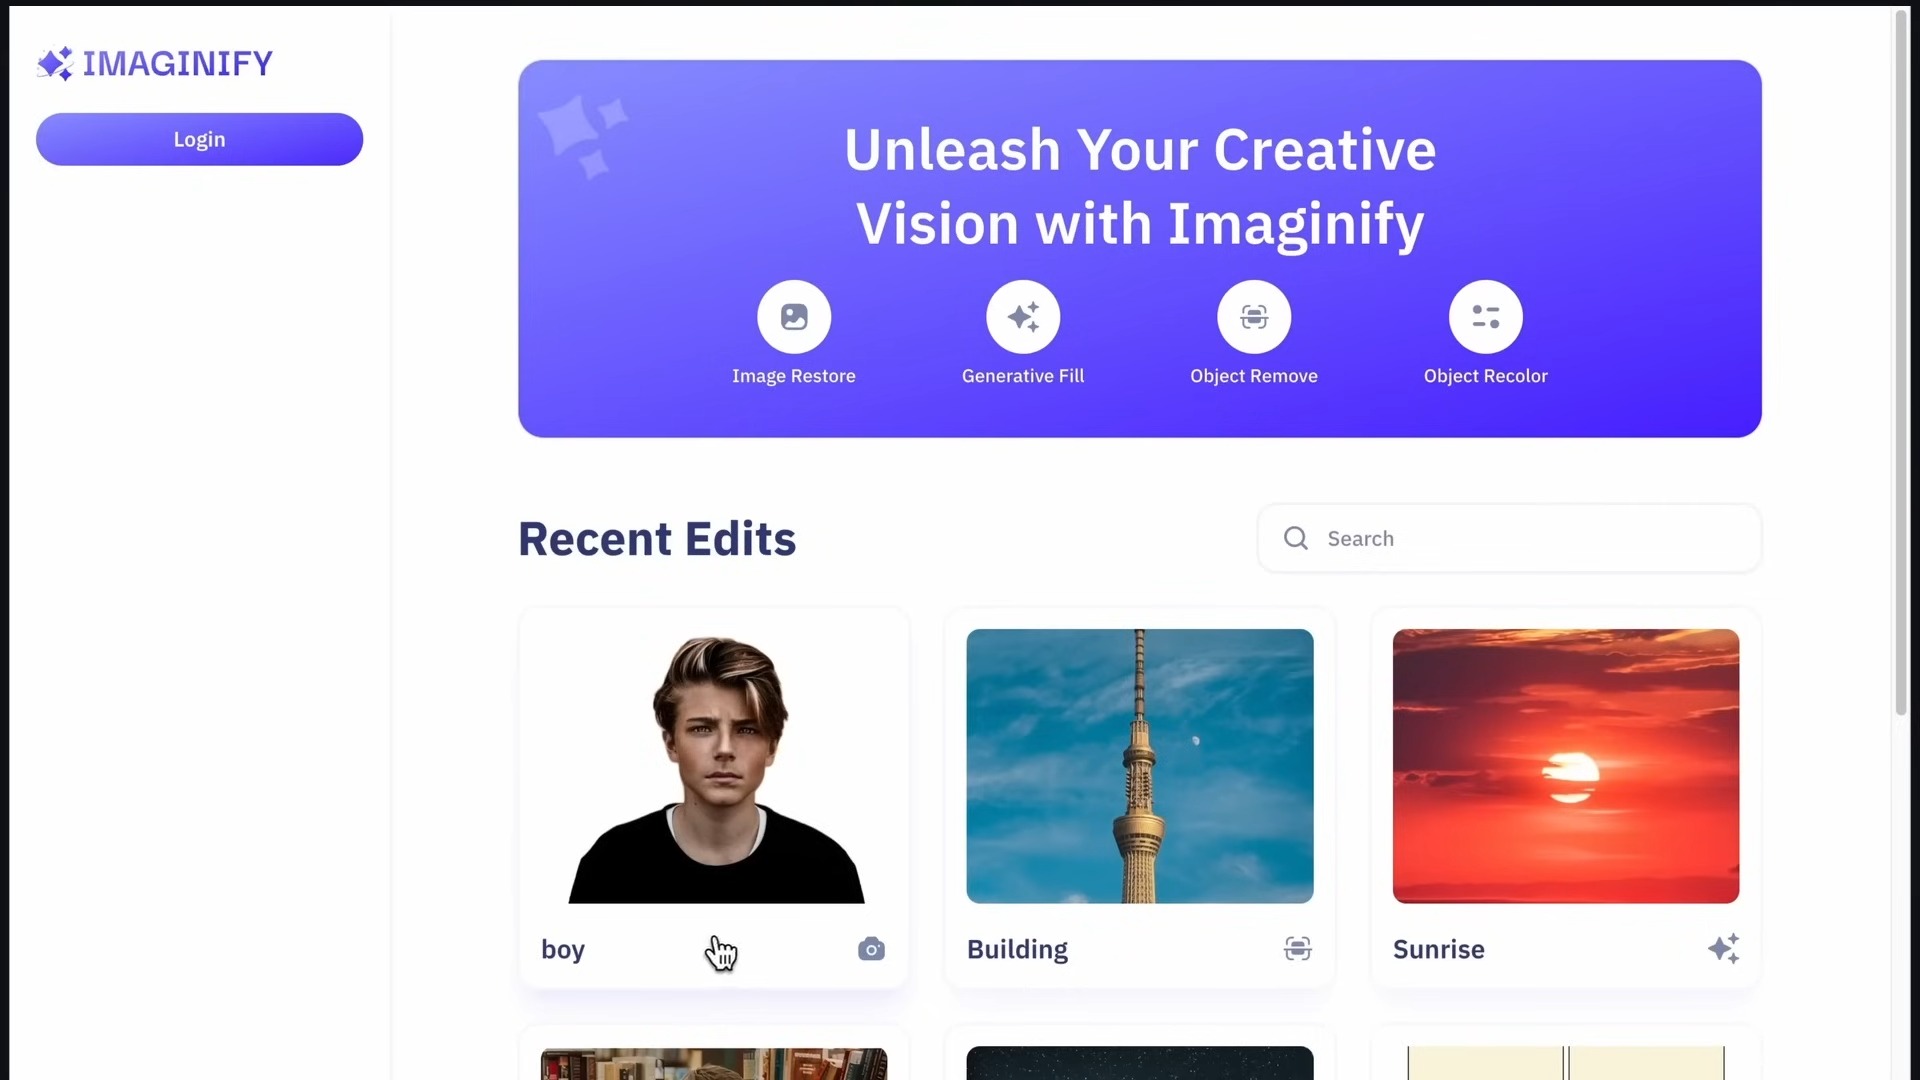 IMAGINIFY
Login
Unleash Your Creative
Vision with Imaginify
Image Restore
Generative Fill
Object Remove
Object Recolor
Recent Edits
Search
boy
Building
Sunrise